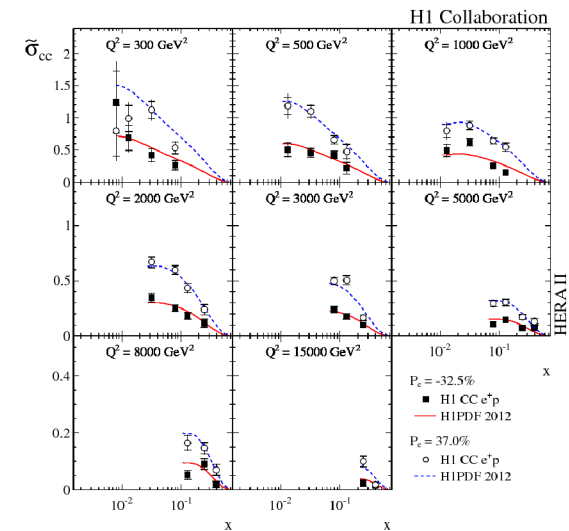 H1 Collaboration
σ̃cc
Q² = 300 GeV²
Q² = 500 GeV²
Q² = 1000 GeV²
2
1.5
1
0.5
0
Q² = 2000 GeV²
Q² = 3000 GeV²
Q² = 5000 GeV²
1
0.5
0
10⁻² 10⁻¹
x
HERA II
Q² = 8000 GeV²
Q² = 15000 GeV²
0.4
0.2
0
10⁻² 10⁻¹
x
10⁻² 10⁻¹
x
Pₑ = -32.5%
H1 CC e⁺p
H1PDF 2012
Pₑ = 37.0%
H1 CC e⁺p
H1PDF 2012